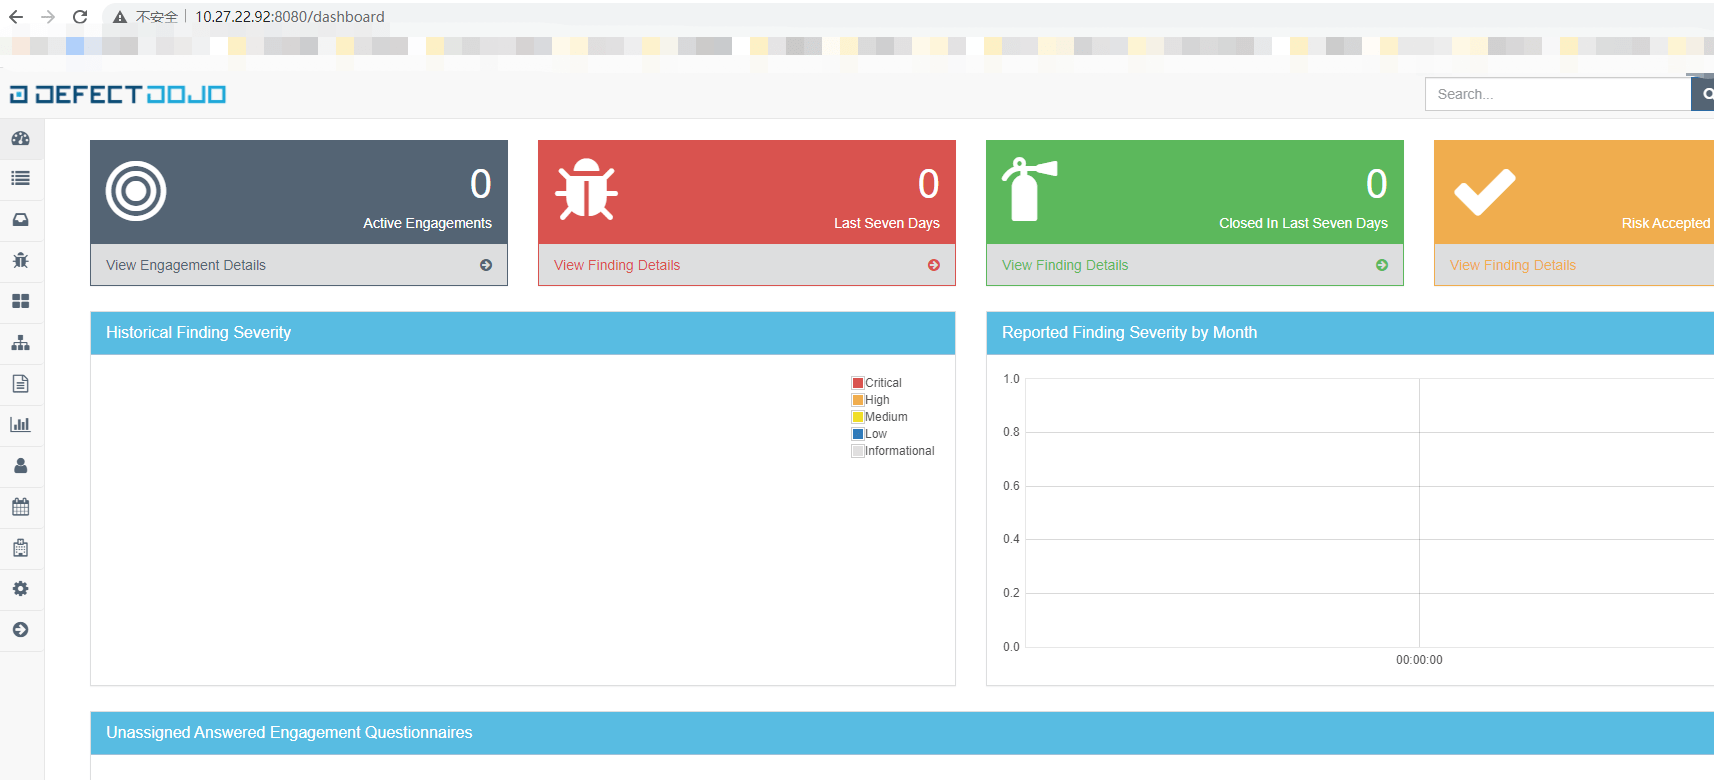 不安全 10.27.22.92:8080/dashboard
DEFECTDOJO
Search...
0
Active Engagements
View Engagement Details
0
Last Seven Days
View Finding Details
0
Closed In Last Seven Days
View Finding Details
Risk Accepted
View Finding Details
Historical Finding Severity
Critical
High
Medium
Low
Informational
Reported Finding Severity by Month
1.0
0.8
0.6
0.4
0.2
0.0
00:00:00
Unassigned Answered Engagement Questionnaires